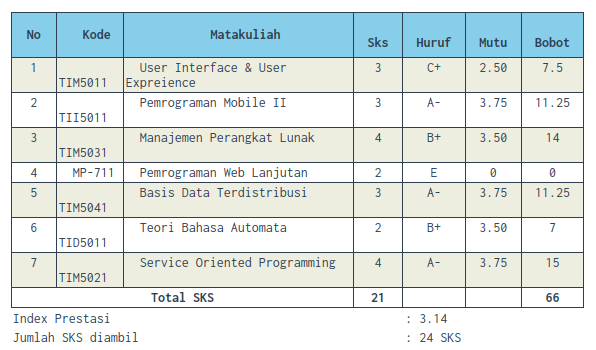 No Kode Matakuliah Sks Huruf Mutu Bobot
1 TIM5011 User Interface & User Expreience 3 C+ 2.50 7.5
2 TII5011 Pemrograman Mobile II 3 A- 3.75 11.25
3 TIM5031 Manajemen Perangkat Lunak 4 B+ 3.50 14
4 MP-711 Pemrograman Web Lanjutan 2 E 0 0
5 TIM5041 Basis Data Terdistribusi 3 A- 3.75 11.25
6 TID5011 Teori Bahasa Automata 2 B+ 3.50 7
7 TIM5021 Service Oriented Programming 4 A- 3.75 15
Total SKS 21 66
Index Prestasi : 3.14
Jumlah SKS diambil : 24 SKS